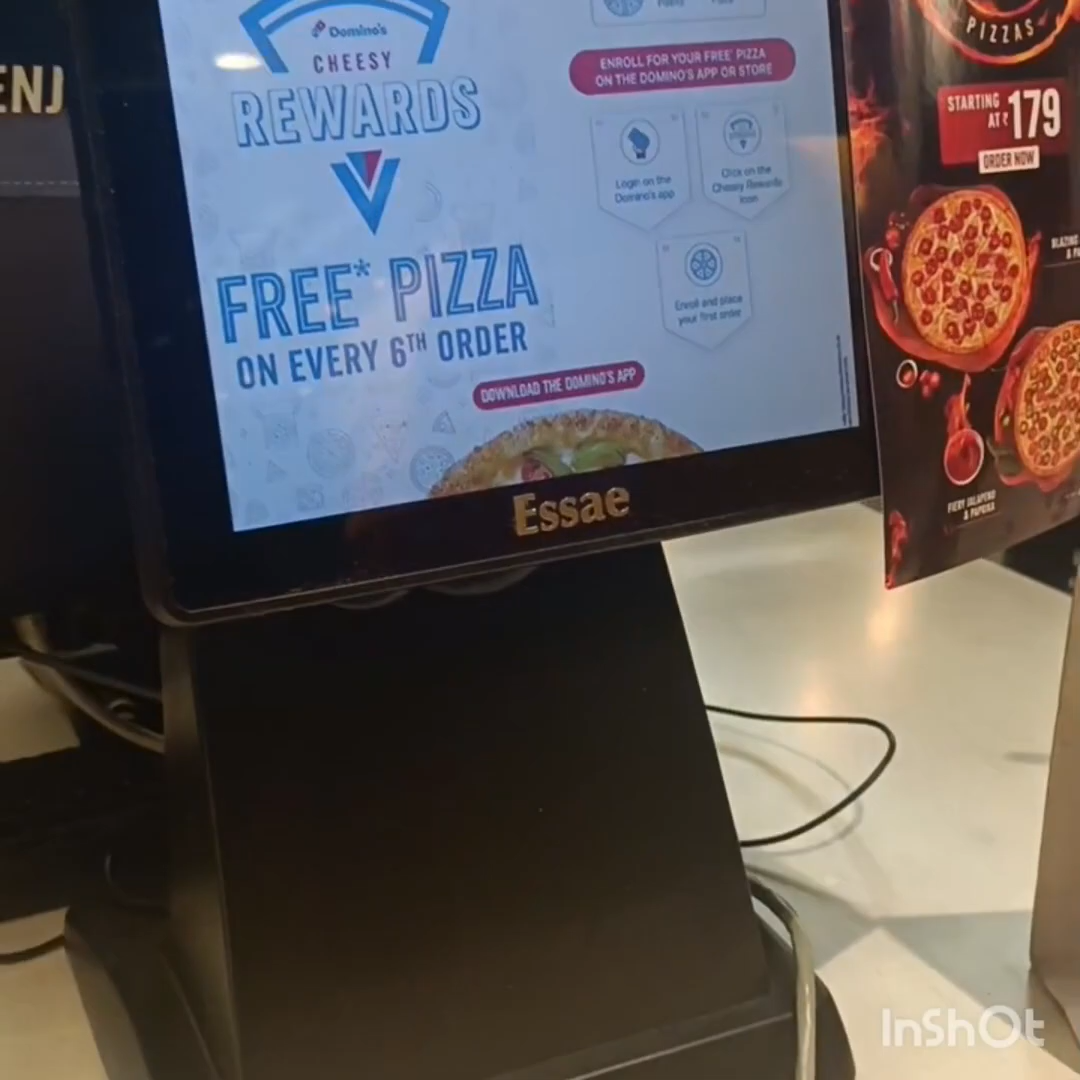 ENJ
Domino's
CHEESY
REWARDS
FREE* PIZZA
ON EVERY 6TH ORDER
ENROLL FOR YOUR FREE* PIZZA
ON THE DOMINO'S APP OR STORE
Login on the
Domino's app
Click on the
Cheesy Rewards
icon
Enroll and place
your first order
DOWNLOAD THE DOMINO'S APP
Essae
PIZZAS
STARTING
AT ₹179
ORDER NOW
FIERY JALAPENO
& PAPRIKA
InShOt